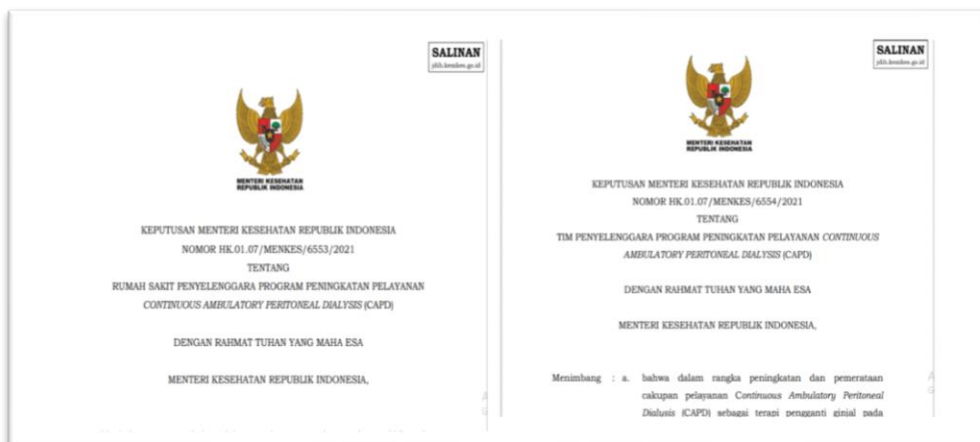 SALINAN
jdih.kemkes.go.id
MENTERI KESEHATAN
REPUBLIK INDONESIA
KEPUTUSAN MENTERI KESEHATAN REPUBLIK INDONESIA
NOMOR HK.01.07/MENKES/6553/2021
TENTANG
RUMAH SAKIT PENYELENGGARA PROGRAM PENINGKATAN PELAYANAN
CONTINUOUS AMBULATORY PERITONEAL DIALYSIS (CAPD)
DENGAN RAHMAT TUHAN YANG MAHA ESA
MENTERI KESEHATAN REPUBLIK INDONESIA,
SALINAN
jdih.kemkes.go.id
MENTERI KESEHATAN
REPUBLIK INDONESIA
KEPUTUSAN MENTERI KESEHATAN REPUBLIK INDONESIA
NOMOR HK.01.07/MENKES/6554/2021
TENTANG
TIM PENYELENGGARA PROGRAM PENINGKATAN PELAYANAN CONTINUOUS
AMBULATORY PERITONEAL DIALYSIS (CAPD)
DENGAN RAHMAT TUHAN YANG MAHA ESA
MENTERI KESEHATAN REPUBLIK INDONESIA,
Menimbang : a. bahwa dalam rangka peningkatan dan pemerataan
cakupan pelayanan Continuous Ambulatory Peritoneal
Dialysis (CAPD) sebagai terapi pengganti ginjal pada